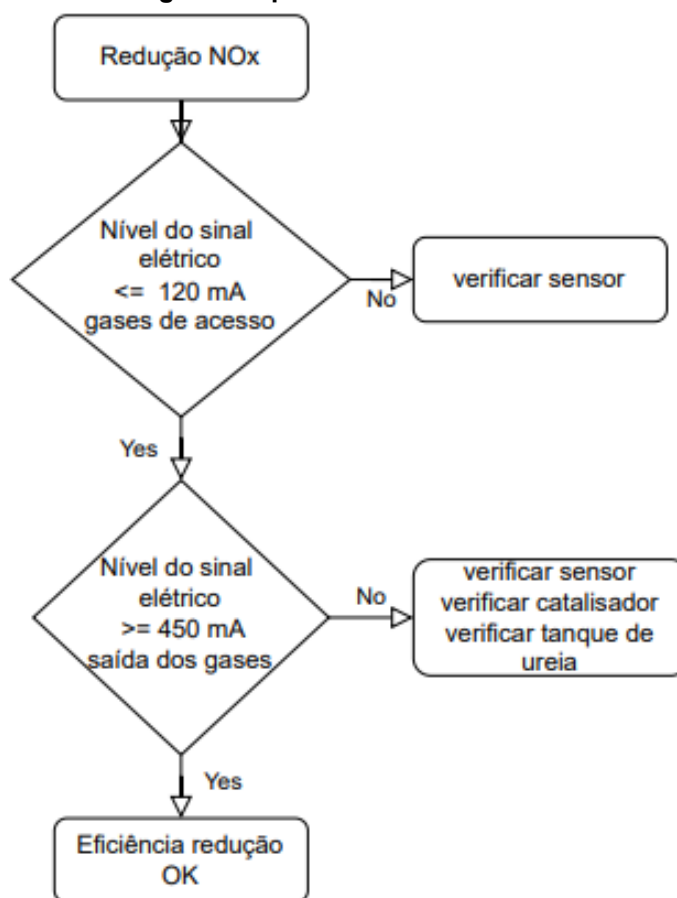 Redução NOx
Nível do sinal
elétrico
<= 120 mA
gases de acesso
No
verificar sensor
Yes
Nível do sinal
elétrico
>= 450 mA
saída dos gases
No
verificar sensor
verificar catalisador
verificar tanque de
ureia
Yes
Eficiência redução
OK